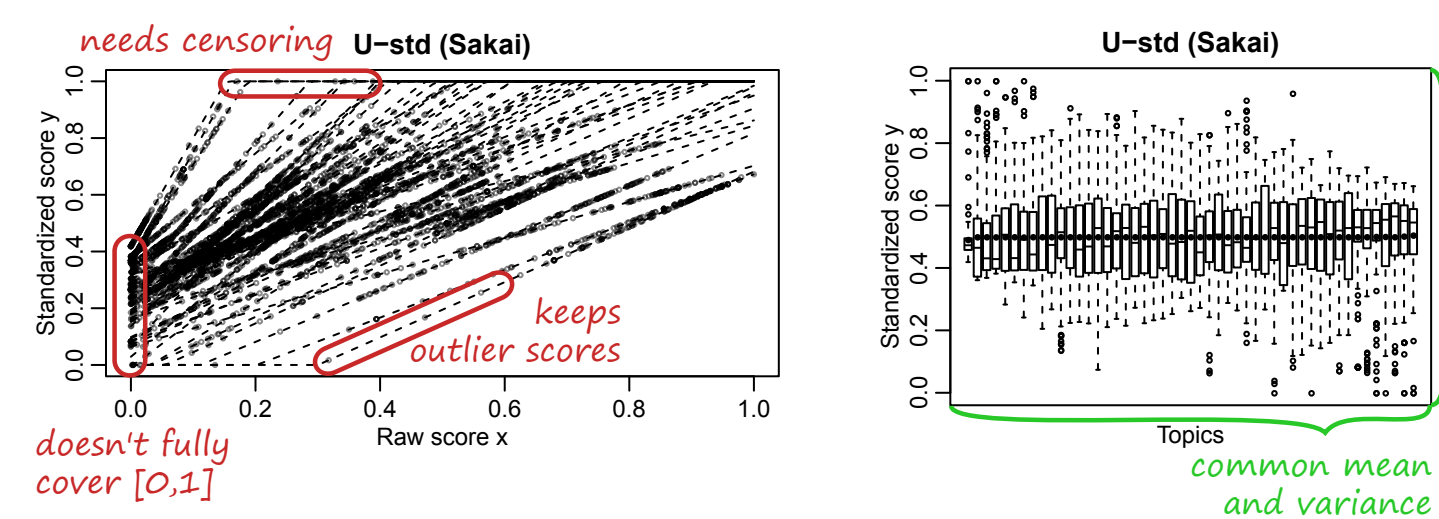 needs censoring
U−std (Sakai)
Standardized score y
1.0
0.8
0.6
0.4
0.2
0.0
0.0 0.2 0.4 0.6 0.8 1.0
Raw score x
keeps
outlier scores
doesn't fully
cover [0,1]
U−std (Sakai)
Standardized score y
1.0
0.8
0.6
0.4
0.2
0.0
Topics
common mean
and variance